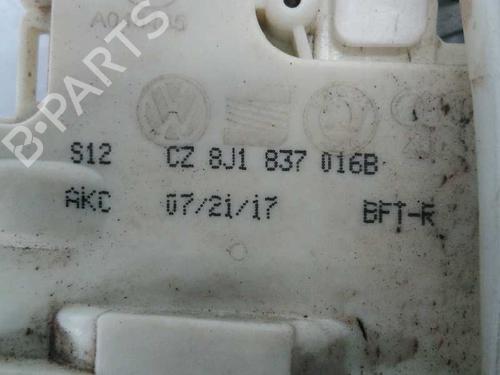 B-PARTS
S12 CZ 8J1 837 016B
AKC 07/21/17 BFT-R